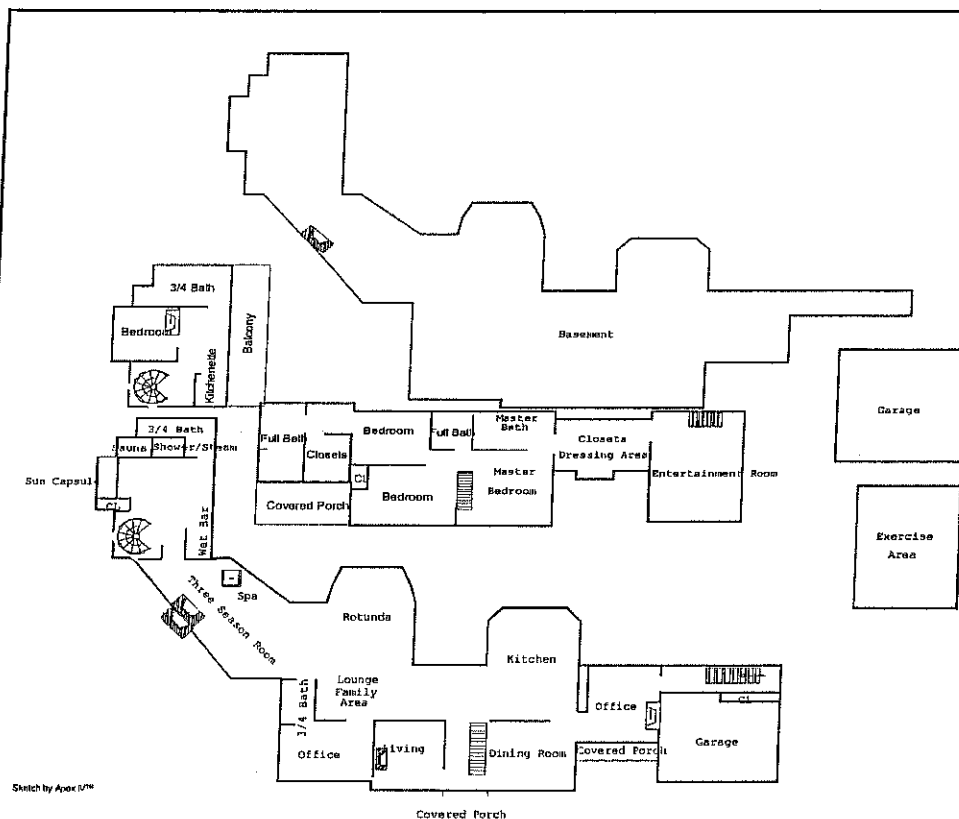 Basement
3/4 Bath
Bedroom
Kitchenette
Balcony
Garage
Full Bath
Closets
Bedroom
Full Bath
Master
Bath
Closets
Dressing Area
Entertainment Room
CL
Bedroom
Master
Bedroom
Covered Porch
3/4 Bath
Sauna
Shower/Steam
Sun Capsul
CL
Wet Bar
Exercise
Area
Spa
Three Season Room
Rotunda
Kitchen
Lounge
Family
Area
3/4 Bath
Office
CL
Office
Living
Dining Room
Covered Porch
Garage
Covered Porch
Sketch by Apex IV™